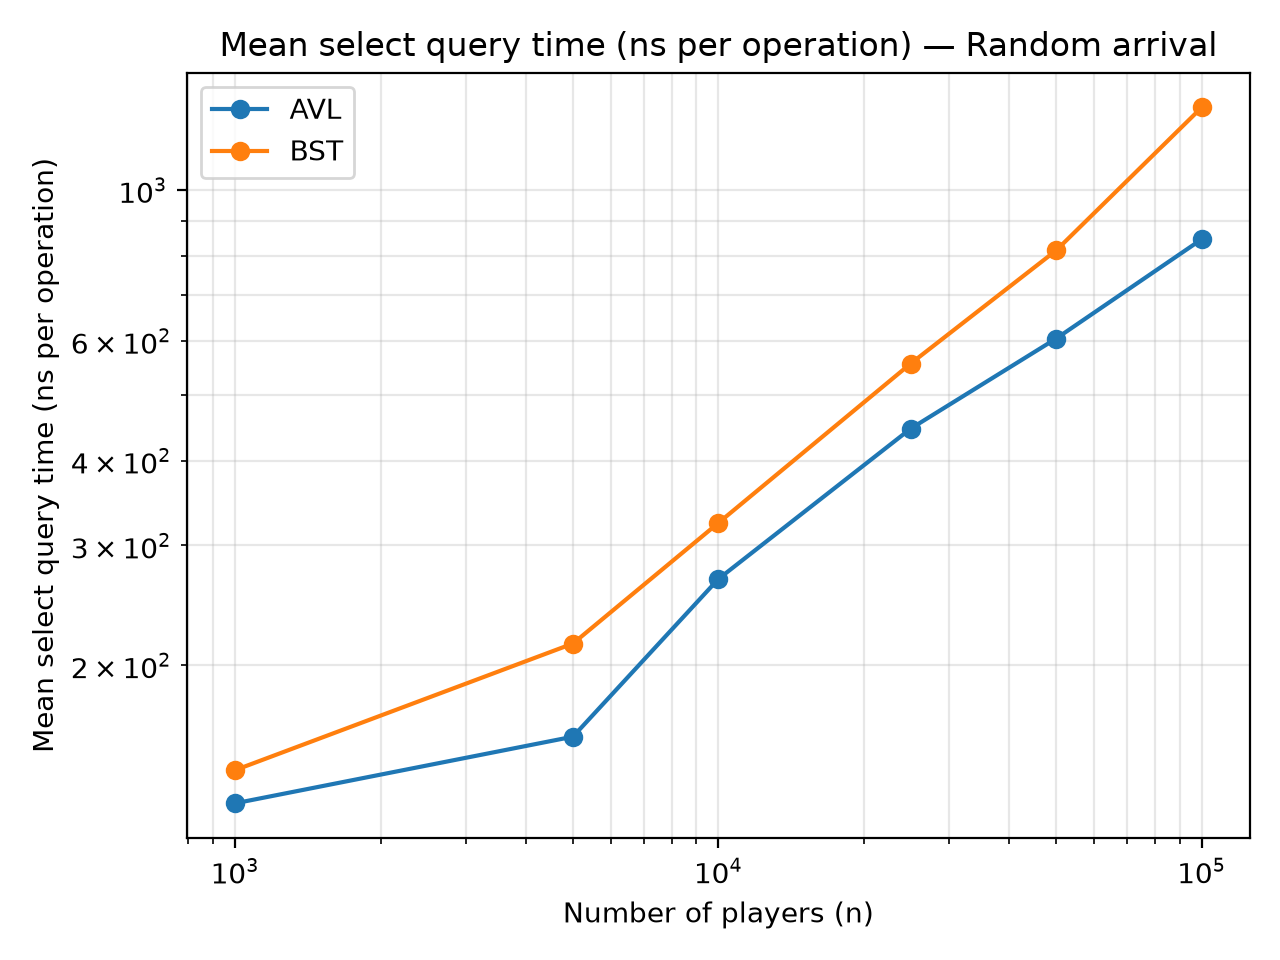 Mean select query time (ns per operation) — Random arrival
AVL
BST
Mean select query time (ns per operation)
10³
6 × 10²
4 × 10²
3 × 10²
2 × 10²
10³ 10⁴ 10⁵
Number of players (n)